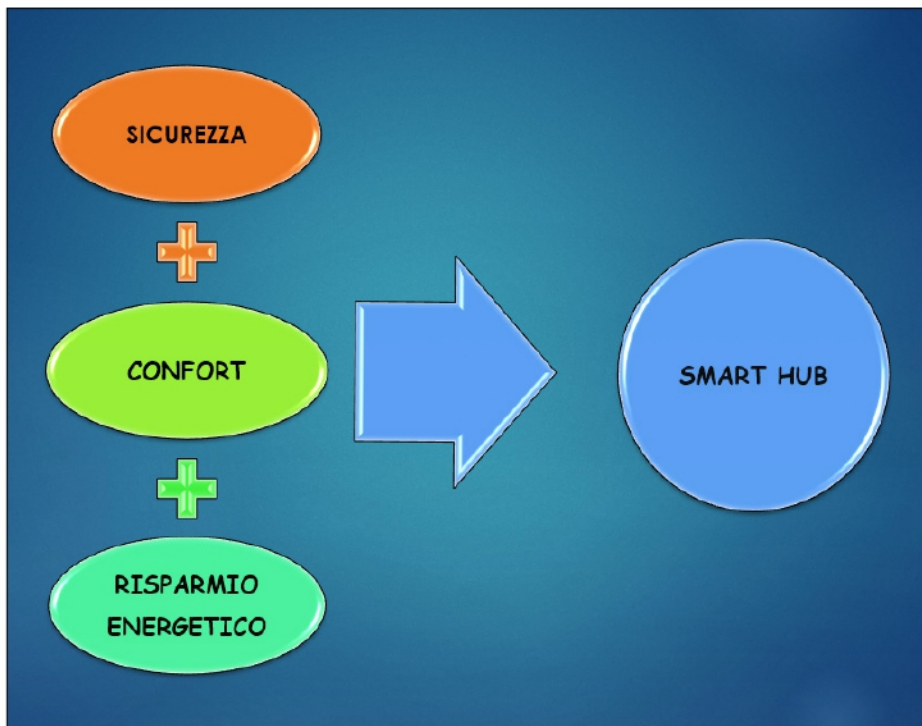 SICUREZZA
CONFORT
RISPARMIO
ENERGETICO
SMART HUB